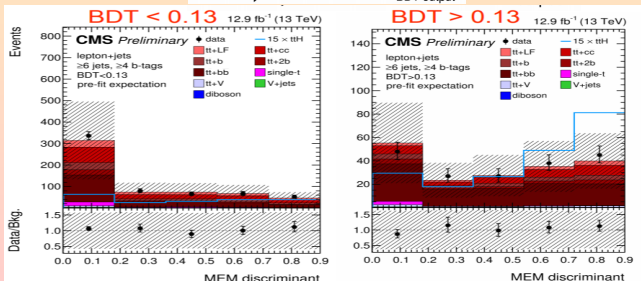 BDT < 0.13
12.9 fb⁻¹ (13 TeV)
Events
CMS Preliminary
lepton+jets
≥6 jets, ≥4 b-tags
BDT<0.13
pre-fit expectation
data
15 × ttH
tt+LF
tt+cc
tt+b
tt+2b
tt+bb
single-t
tt+V
V+jets
diboson
800
700
600
500
400
300
200
100
Data/Bkg.
1.5
1.0
0.5
0.0 0.1 0.2 0.3 0.4 0.5 0.6 0.7 0.8 0.9
MEM discriminant
BDT > 0.13
12.9 fb⁻¹ (13 TeV)
CMS Preliminary
lepton+jets
≥6 jets, ≥4 b-tags
BDT>0.13
pre-fit expectation
data
15 × ttH
tt+LF
tt+cc
tt+b
tt+2b
tt+bb
single-t
tt+V
V+jets
diboson
140
120
100
80
60
40
20
1.5
1.0
0.5
0.0 0.1 0.2 0.3 0.4 0.5 0.6 0.7 0.8 0.9
MEM discriminant